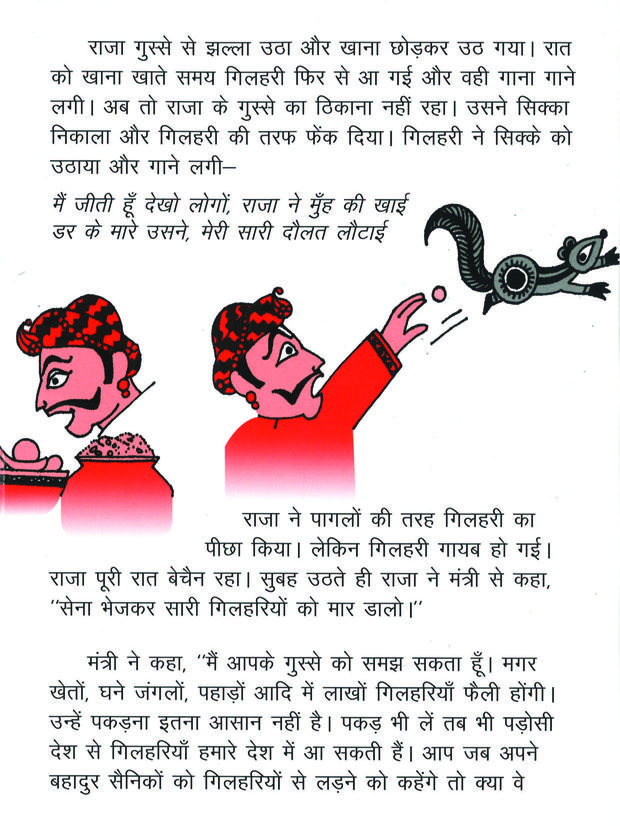 राजा गुस्से से झल्ला उठा और खाना छोड़कर उठ गया। रात
को खाना खाते समय गिलहरी फिर से आ गई और वही गाना गाने
लगी। अब तो राजा के गुस्से का ठिकाना नहीं रहा। उसने सिक्का
निकाला और गिलहरी की तरफ फेंक दिया। गिलहरी ने सिक्के को
उठाया और गाने लगी–
मैं जीती हूँ देखो लोगों, राजा ने मुँह की खाई
डर के मारे उसने, मेरी सारी दौलत लौटाई
राजा ने पागलों की तरह गिलहरी का
पीछा किया। लेकिन गिलहरी गायब हो गई।
राजा पूरी रात बेचैन रहा। सुबह उठते ही राजा ने मंत्री से कहा,
"सेना भेजकर सारी गिलहरियों को मार डालो।"
मंत्री ने कहा, "मैं आपके गुस्से को समझ सकता हूँ। मगर
खेतों, घने जंगलों, पहाड़ों आदि में लाखों गिलहरियाँ फैली होंगी।
उन्हें पकड़ना इतना आसान नहीं है। पकड़ भी लें तब भी पड़ोसी
देश से गिलहरियाँ हमारे देश में आ सकती हैं। आप जब अपने
बहादुर सैनिकों को गिलहरियों से लड़ने को कहेंगे तो क्या वे